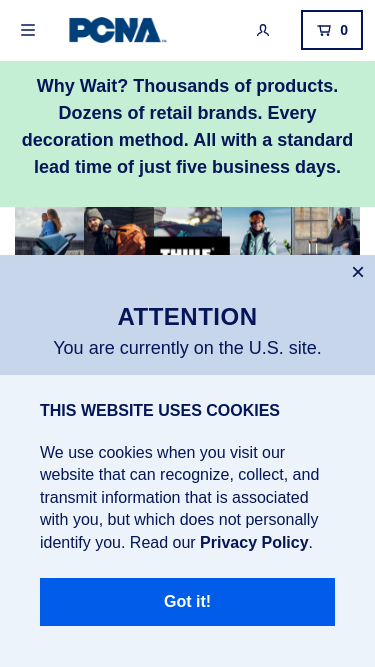 PCNA
0
Why Wait? Thousands of products.
Dozens of retail brands. Every
decoration method. All with a standard
lead time of just five business days.
THULE
ATTENTION
You are currently on the U.S. site.
THIS WEBSITE USES COOKIES
We use cookies when you visit our
website that can recognize, collect, and
transmit information that is associated
with you, but which does not personally
identify you. Read our Privacy Policy.
Got it!